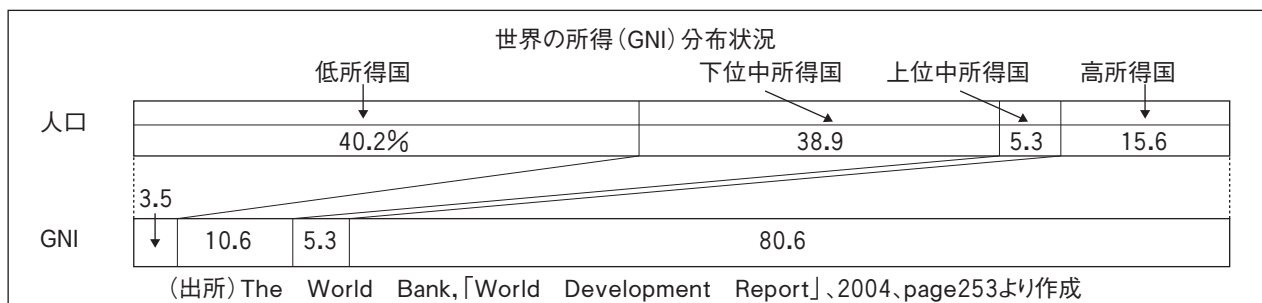 世界の所得（GNI）分布状況
低所得国 下位中所得国 上位中所得国 高所得国
人口
40.2% 38.9 5.3 15.6
3.5
GNI 10.6 5.3 80.6
（出所）The World Bank,「World Development Report」、2004、page253より作成